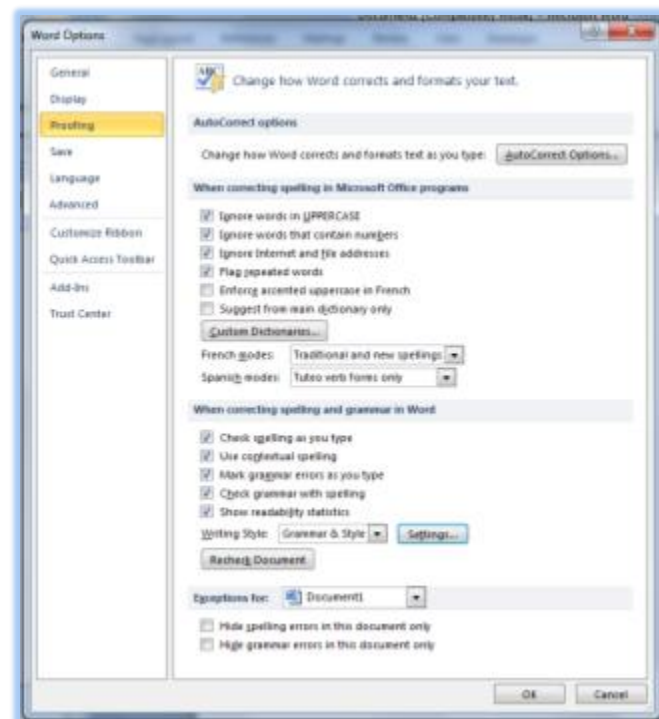 Word Options
General
Display
Proofing
Save
Language
Advanced
Customize Ribbon
Quick Access Toolbar
Add-Ins
Trust Center
Change how Word corrects and formats your text.
AutoCorrect options
Change how Word corrects and formats text as you type: AutoCorrect Options...
When correcting spelling in Microsoft Office programs
Ignore words in UPPERCASE
Ignore words that contain numbers
Ignore Internet and file addresses
Flag repeated words
Enforce accented uppercase in French
Suggest from main dictionary only
Custom Dictionaries...
French modes: Traditional and new spellings
Spanish modes: Tuteo verb forms only
When correcting spelling and grammar in Word
Check spelling as you type
Use contextual spelling
Mark grammar errors as you type
Check grammar with spelling
Show readability statistics
Writing Style: Grammar & Style Settings...
Recheck Document
Exceptions for: Document1
Hide spelling errors in this document only
Hide grammar errors in this document only
OK Cancel